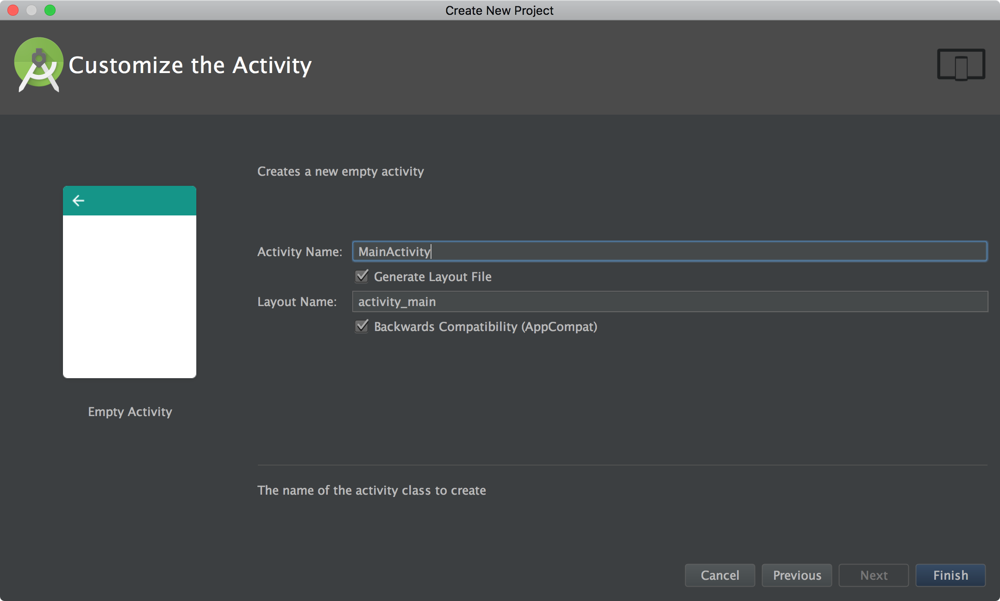 Create New Project
Customize the Activity
Creates a new empty activity
Activity Name: MainActivity
Generate Layout File
Layout Name: activity_main
Backwards Compatibility (AppCompat)
Empty Activity
The name of the activity class to create
Cancel Previous Next Finish